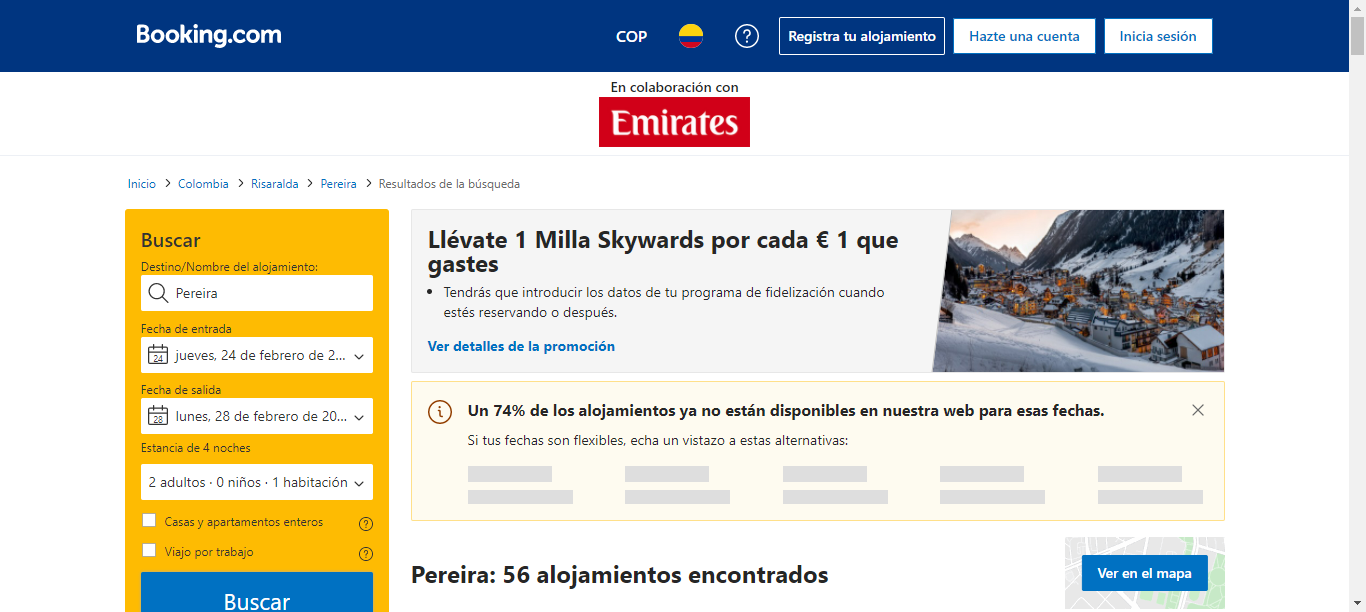 Booking.com
COP
Registra tu alojamiento
Hazte una cuenta
Inicia sesión
En colaboración con
Emirates
Inicio > Colombia > Risaralda > Pereira > Resultados de la búsqueda
Buscar
Destino/Nombre del alojamiento:
Pereira
Fecha de entrada
24
jueves, 24 de febrero de 2...
Fecha de salida
28
lunes, 28 de febrero de 20...
Estancia de 4 noches
2 adultos · 0 niños · 1 habitación
Casas y apartamentos enteros
Viajo por trabajo
Buscar
Llévate 1 Milla Skywards por cada € 1 que
gastes
• Tendrás que introducir los datos de tu programa de fidelización cuando
estés reservando o después.
Ver detalles de la promoción
Un 74% de los alojamientos ya no están disponibles en nuestra web para esas fechas.
Si tus fechas son flexibles, echa un vistazo a estas alternativas:
Pereira: 56 alojamientos encontrados
Ver en el mapa